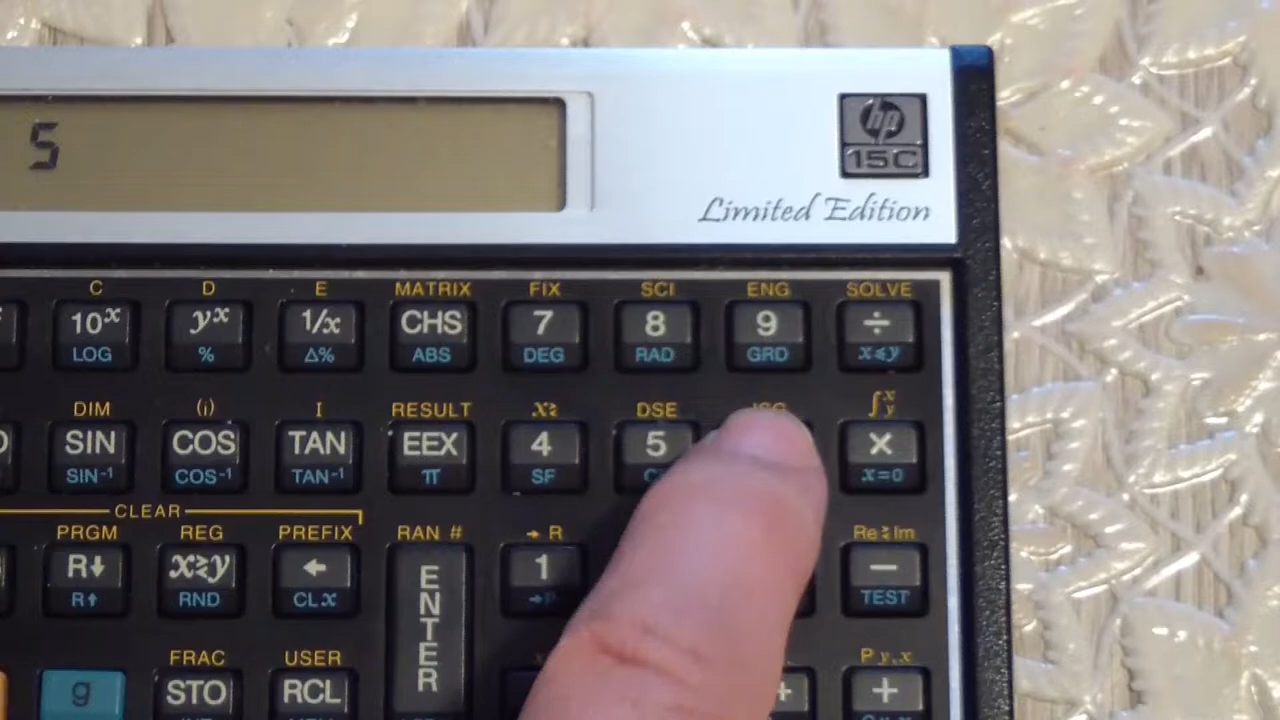 5
hp
15C
Limited Edition
C D E MATRIX FIX SCI ENG SOLVE
10ˣ yˣ 1/x CHS 7 8 9 ÷
LOG % Δ% ABS DEG RAD GRD x≤y
DIM (i) I RESULT x≷ DSE ISG ∫ˣy
SIN COS TAN EEX 4 5 ×
SIN⁻¹ COS⁻¹ TAN⁻¹ π SF x=0
CLEAR
PRGM REG PREFIX RAN # →R Re≷Im
R↓ x≷y ← ENTER 1 −
R↑ RND CLx →P TEST
FRAC USER P y,x
g STO RCL + +